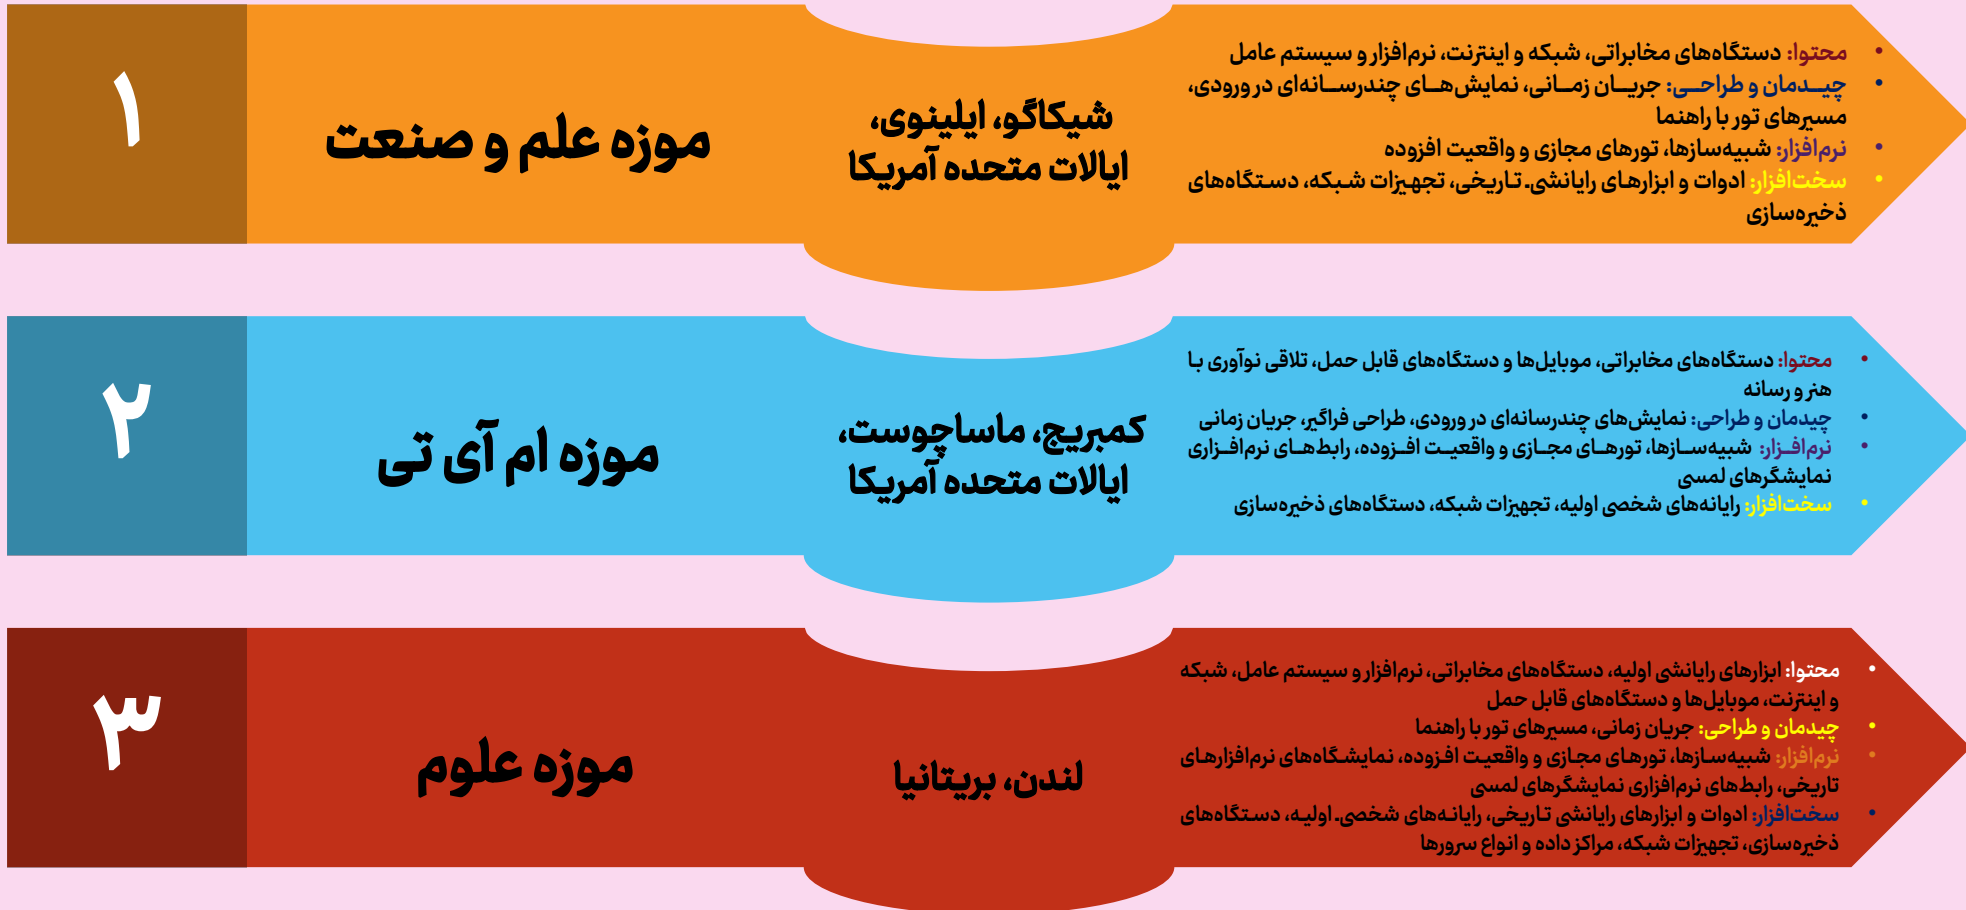 ۱
موزه علم و صنعت
شیکاگو، ایلینوی،
ایالات متحده آمریکا
• محتوا: دستگاه‌های مخابراتی، شبکه و اینترنت، نرم‌افزار و سیستم عامل
• چیدمان و طراحی: جریان زمانی، نمایش‌های چندرسانه‌ای در ورودی،
مسیرهای تور با راهنما
• نرم‌افزار: شبیه‌سازها، تورهای مجازی و واقعیت افزوده
• سخت‌افزار: ادوات و ابزارهای رایانشی تاریخی، تجهیزات شبکه، دستگاه‌های
ذخیره‌سازی
۲
موزه ام آی تی
کمبریج، ماساچوست،
ایالات متحده آمریکا
• محتوا: دستگاه‌های مخابراتی، موبایل‌ها و دستگاه‌های قابل حمل، تلاقی نوآوری با
هنر و رسانه
• چیدمان و طراحی: نمایش‌های چندرسانه‌ای در ورودی، طراحی فراگیر، جریان زمانی
• نرم‌افزار: شبیه‌سازها، تورهای مجازی و واقعیت افزوده، رابط‌های نرم‌افزاری
نمایشگرهای لمسی
• سخت‌افزار: رایانه‌های شخصی اولیه، تجهیزات شبکه، دستگاه‌های ذخیره‌سازی
۳
موزه علوم
لندن، بریتانیا
• محتوا: ابزارهای رایانشی اولیه، دستگاه‌های مخابراتی، نرم‌افزار و سیستم عامل، شبکه
و اینترنت، موبایل‌ها و دستگاه‌های قابل حمل
• چیدمان و طراحی: جریان زمانی، مسیرهای تور با راهنما
• نرم‌افزار: شبیه‌سازها، تورهای مجازی و واقعیت افزوده، نمایشگاه‌های نرم‌افزارهای
تاریخی، رابط‌های نرم‌افزاری نمایشگرهای لمسی
• سخت‌افزار: ادوات و ابزارهای رایانشی تاریخی، رایانه‌های شخصی اولیه، دستگاه‌های
ذخیره‌سازی، تجهیزات شبکه، مراکز داده و انواع سرورها